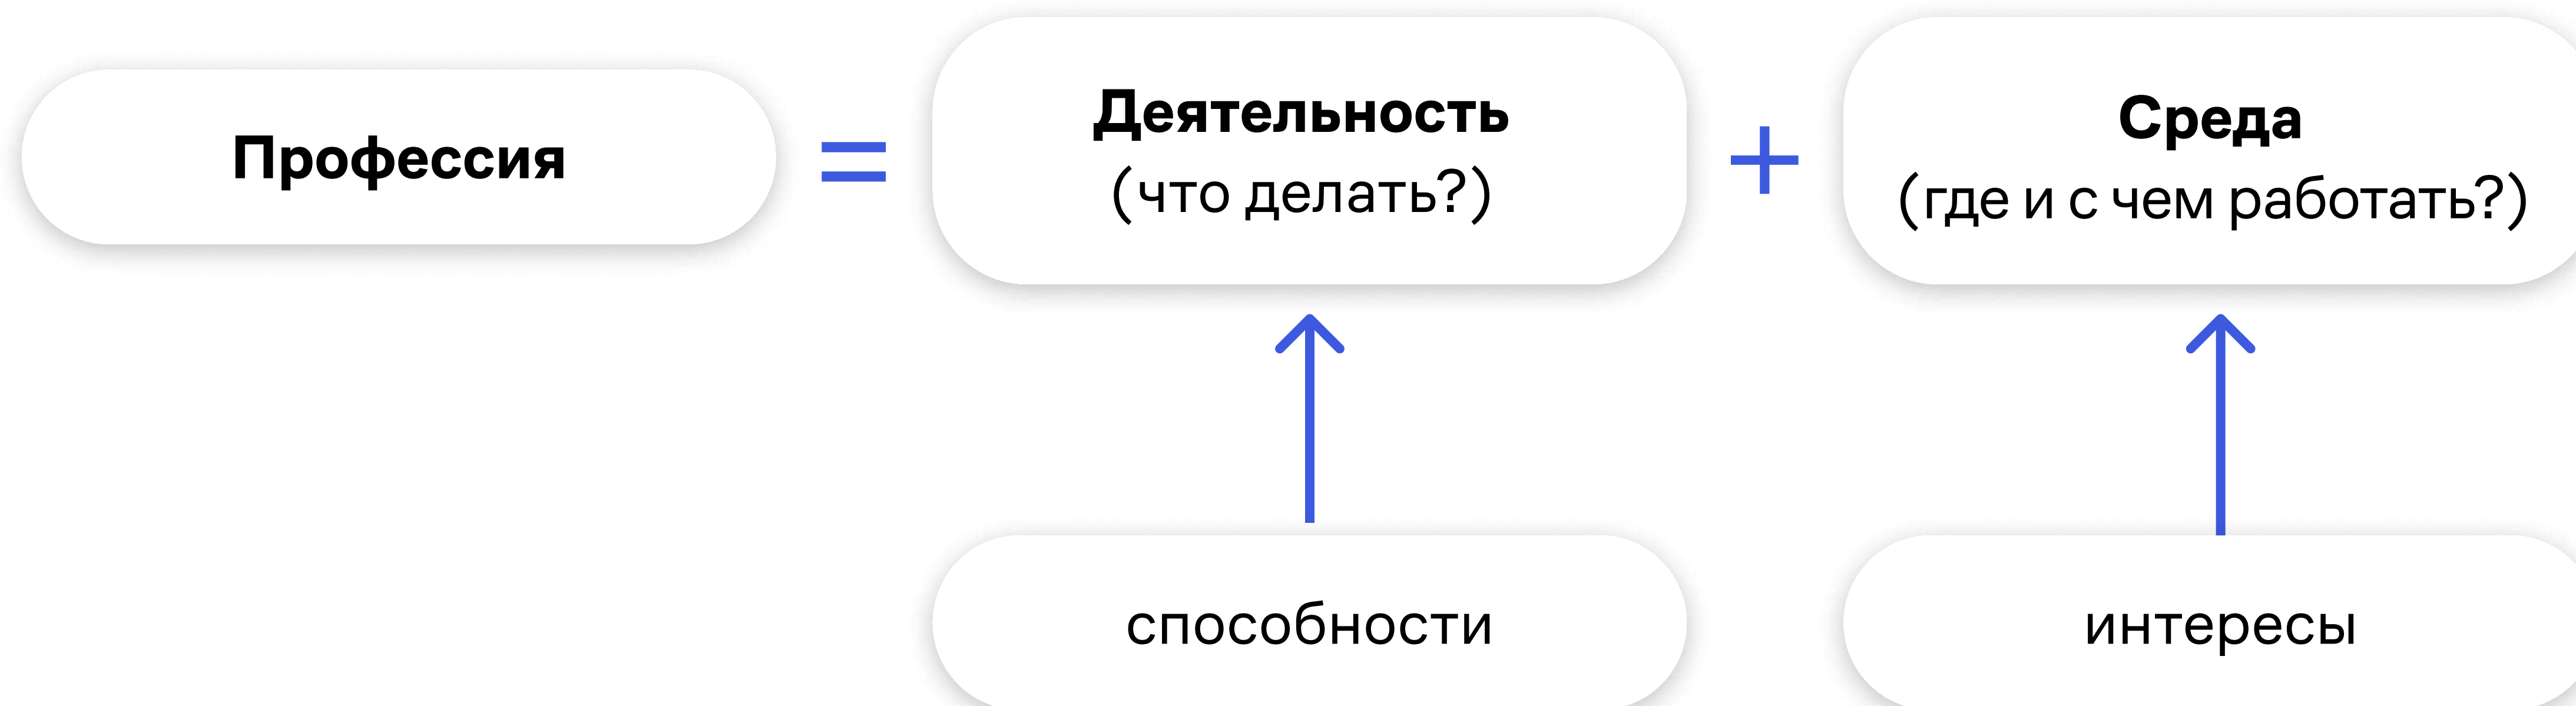 Профессия
=
Деятельность
(что делать?)
+
Среда
(где и с чем работать?)
способности
интересы